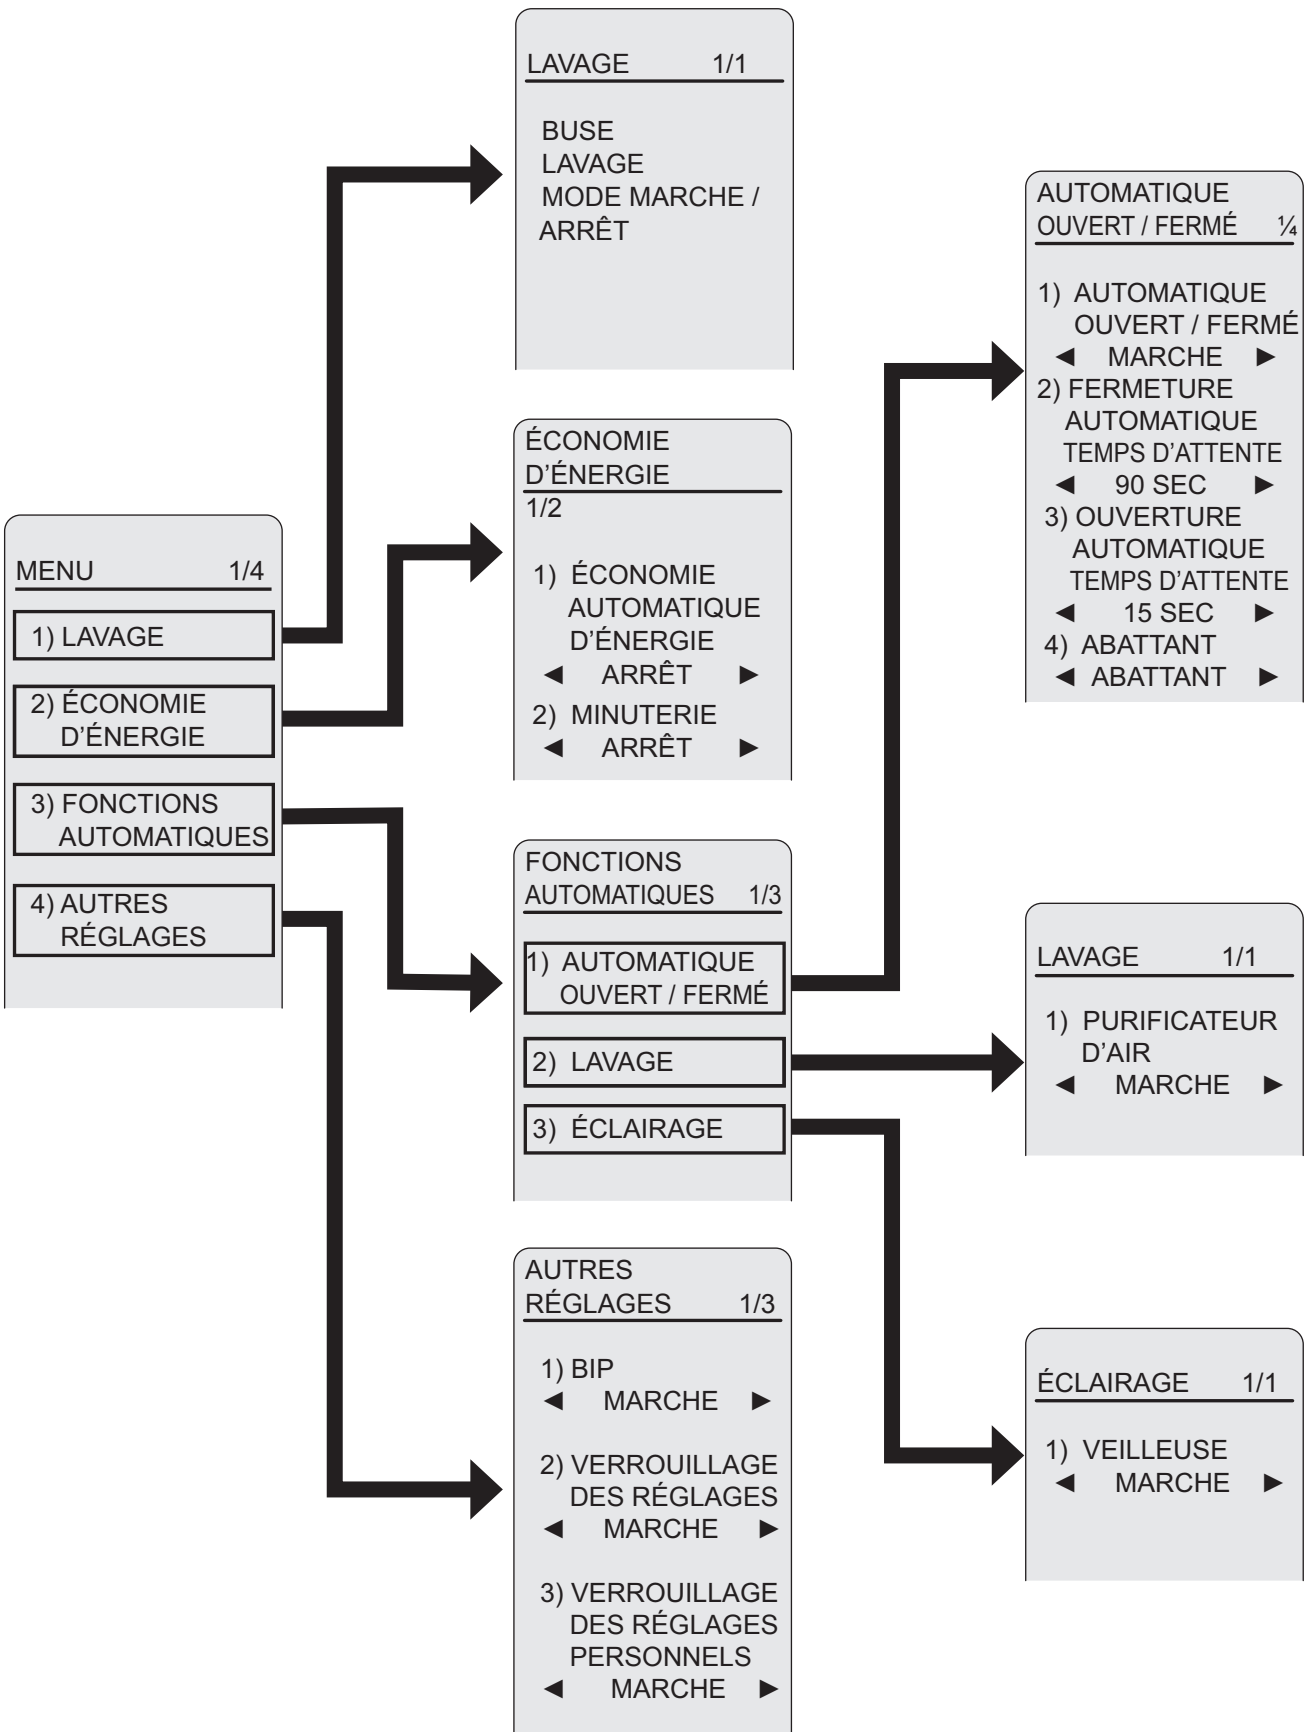 MENU 1/4
1) LAVAGE
2) ÉCONOMIE
D’ÉNERGIE
3) FONCTIONS
AUTOMATIQUES
4) AUTRES
RÉGLAGES
LAVAGE 1/1
BUSE
LAVAGE
MODE MARCHE /
ARRÊT
ÉCONOMIE
D’ÉNERGIE
1/2
1) ÉCONOMIE
AUTOMATIQUE
D’ÉNERGIE
◄ ARRÊT ►
2) MINUTERIE
◄ ARRÊT ►
FONCTIONS
AUTOMATIQUES 1/3
1) AUTOMATIQUE
OUVERT / FERMÉ
2) LAVAGE
3) ÉCLAIRAGE
AUTRES
RÉGLAGES 1/3
1) BIP
◄ MARCHE ►
2) VERROUILLAGE
DES RÉGLAGES
◄ MARCHE ►
3) VERROUILLAGE
DES RÉGLAGES
PERSONNELS
◄ MARCHE ►
AUTOMATIQUE
OUVERT / FERMÉ ¼
1) AUTOMATIQUE
OUVERT / FERMÉ
◄ MARCHE ►
2) FERMETURE
AUTOMATIQUE
TEMPS D’ATTENTE
◄ 90 SEC ►
3) OUVERTURE
AUTOMATIQUE
TEMPS D’ATTENTE
◄ 15 SEC ►
4) ABATTANT
◄ ABATTANT ►
LAVAGE 1/1
1) PURIFICATEUR
D’AIR
◄ MARCHE ►
ÉCLAIRAGE 1/1
1) VEILLEUSE
◄ MARCHE ►